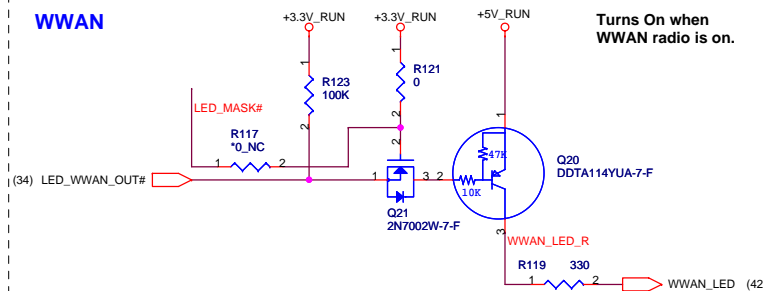 WWAN
+3.3V_RUN
+3.3V_RUN
+5V_RUN
Turns On when
WWAN radio is on.
1
R123
100K
2
1
R121
0
2
1
LED_MASK#
R117
*0_NC
1
2
(34) LED_WWAN_OUT#
2
1
3
2
Q21
2N7002W-7-F
47K
10K
Q20
DDTA114YUA-7-F
3
WWAN_LED_R
R119
330
1
2
WWAN_LED (42